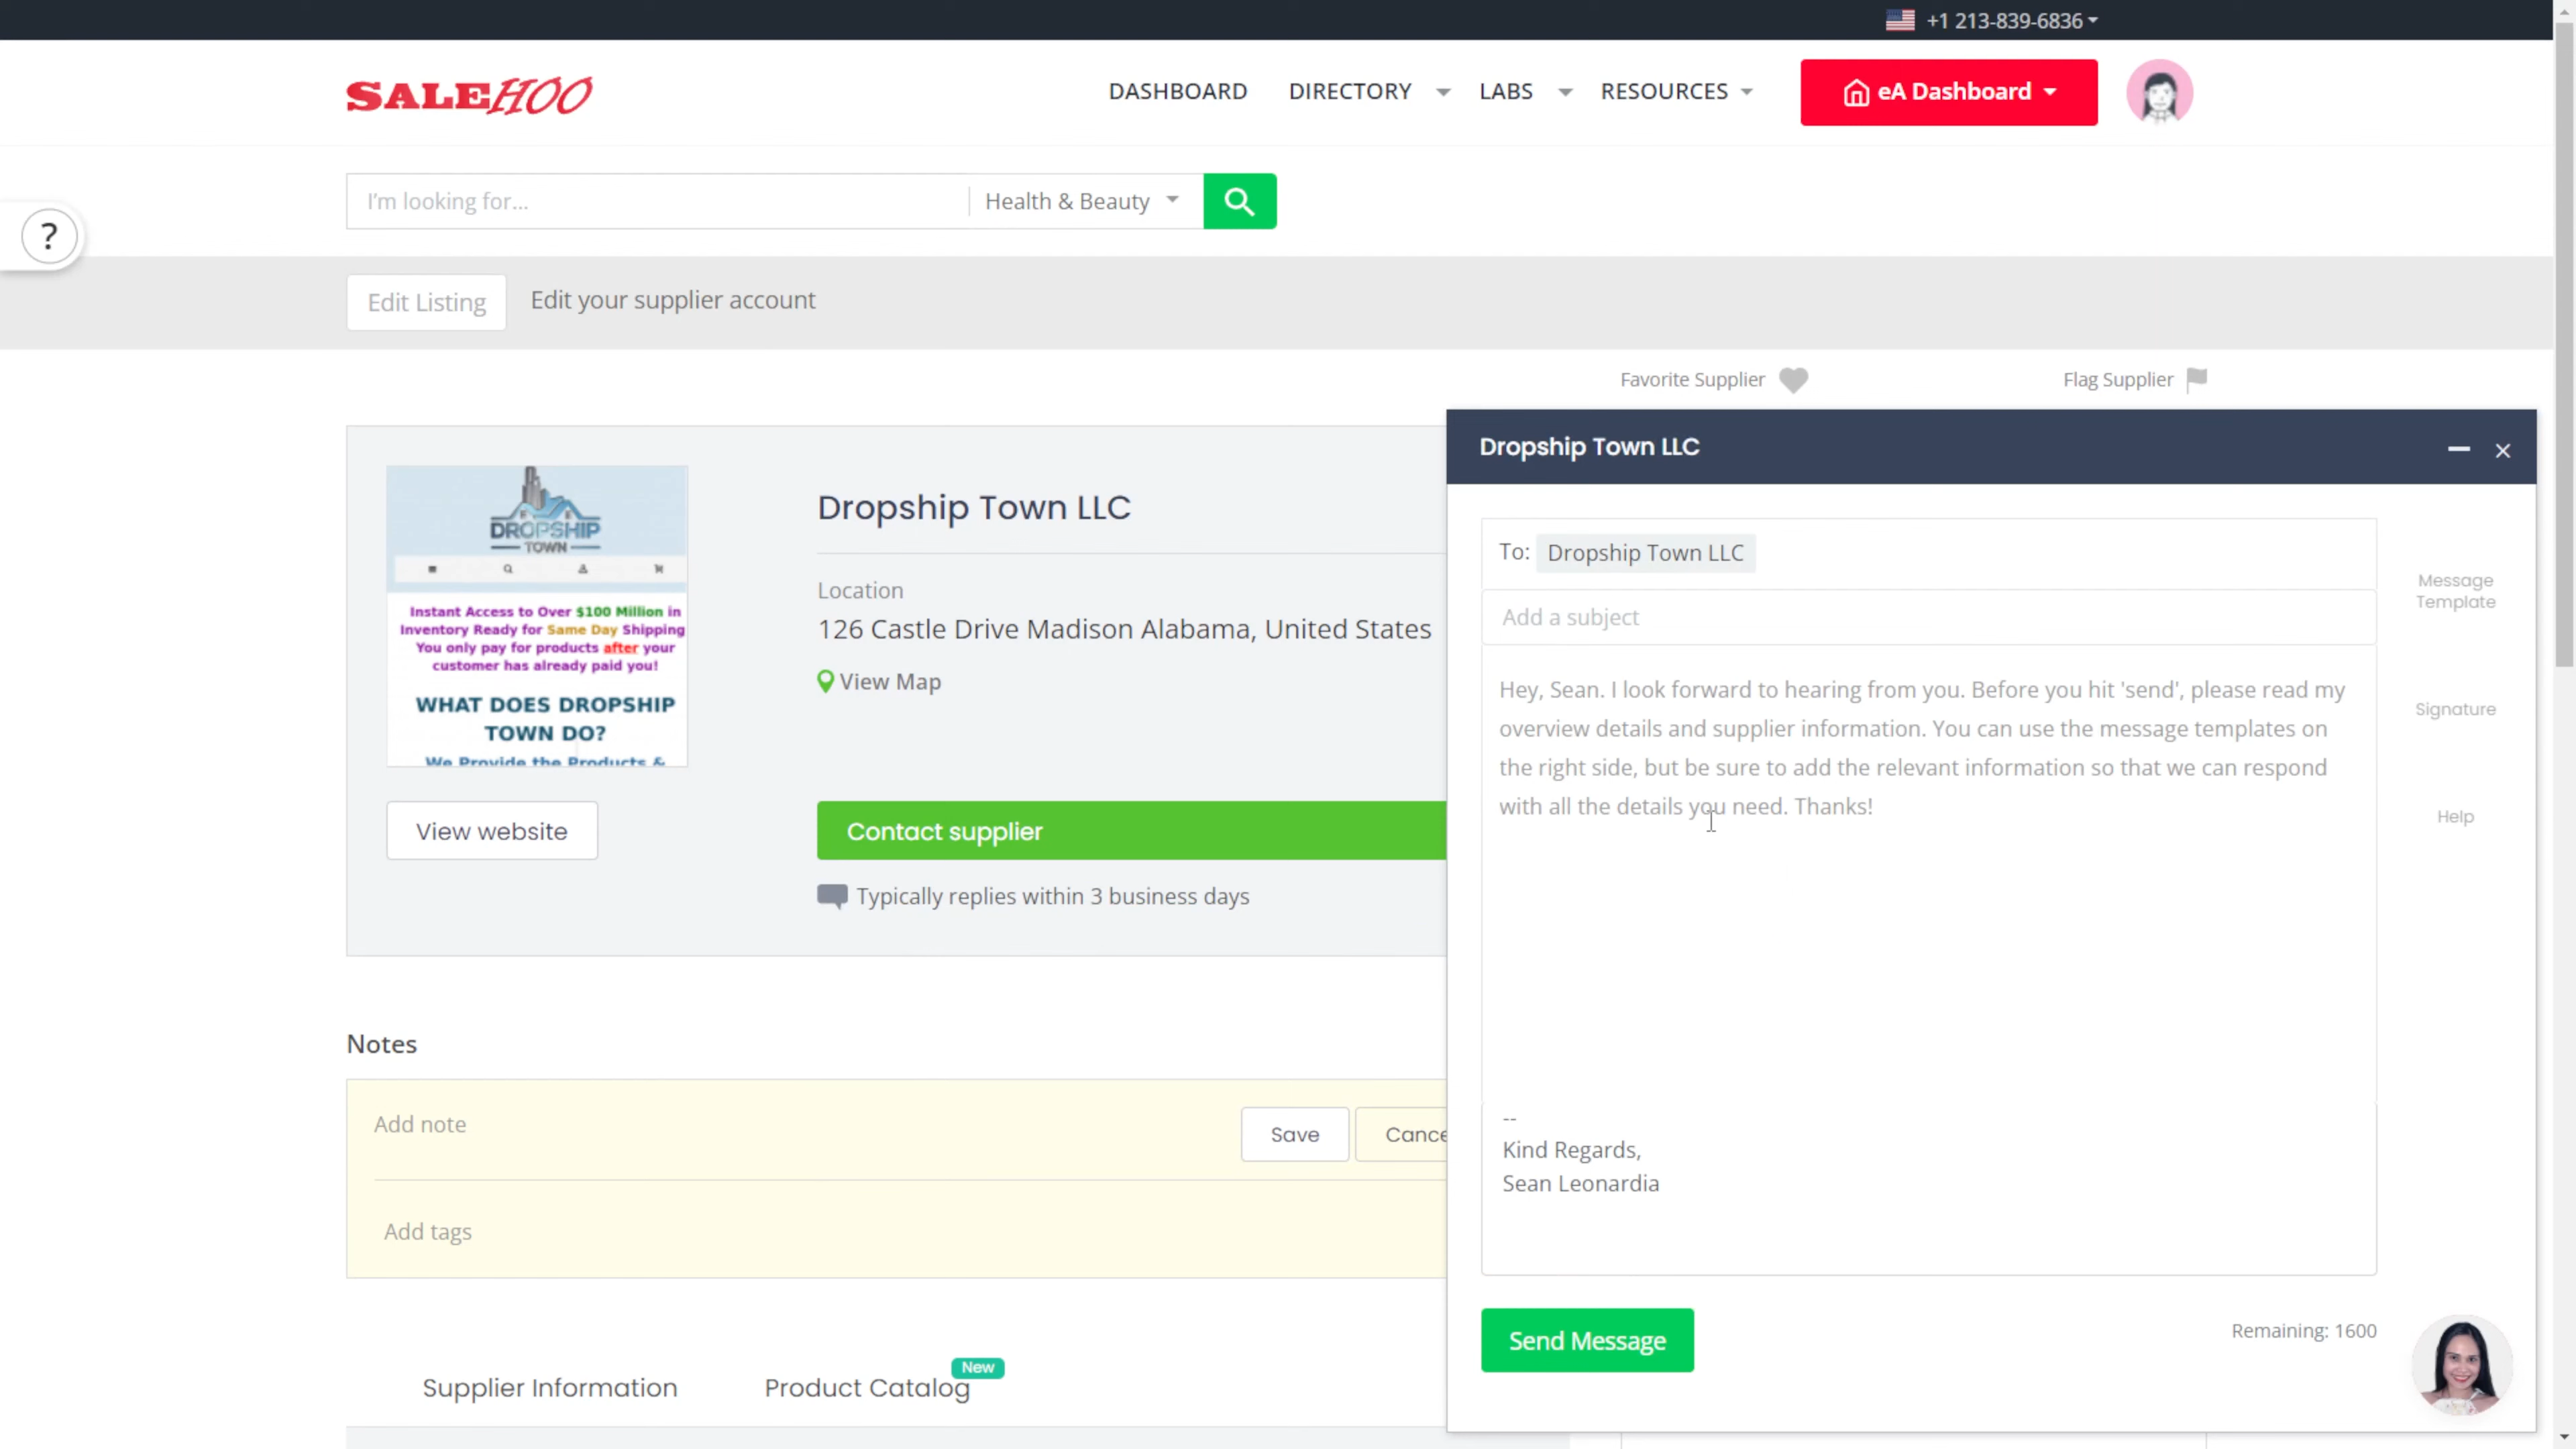 +1 213-839-6836
SALEHOO
DASHBOARD DIRECTORY LABS RESOURCES eA Dashboard
I'm looking for... Health & Beauty
?
Edit Listing Edit your supplier account
Favorite Supplier Flag Supplier
DROPSHIP
TOWN
Instant Access to Over $100 Million in
Inventory Ready for Same Day Shipping
You only pay for products after your
customer has already paid you!
WHAT DOES DROPSHIP
TOWN DO?
We Provide the Products &
View website
Dropship Town LLC
Location
126 Castle Drive Madison Alabama, United States
View Map
Contact supplier
Typically replies within 3 business days
Notes
Add note
Save Cance
Add tags
Supplier Information Product Catalog New
Dropship Town LLC
To: Dropship Town LLC
Add a subject
Hey, Sean. I look forward to hearing from you. Before you hit 'send', please read my
overview details and supplier information. You can use the message templates on
the right side, but be sure to add the relevant information so that we can respond
with all the details you need. Thanks!
--
Kind Regards,
Sean Leonardia
Message
Template
Signature
Help
Send Message
Remaining: 1600